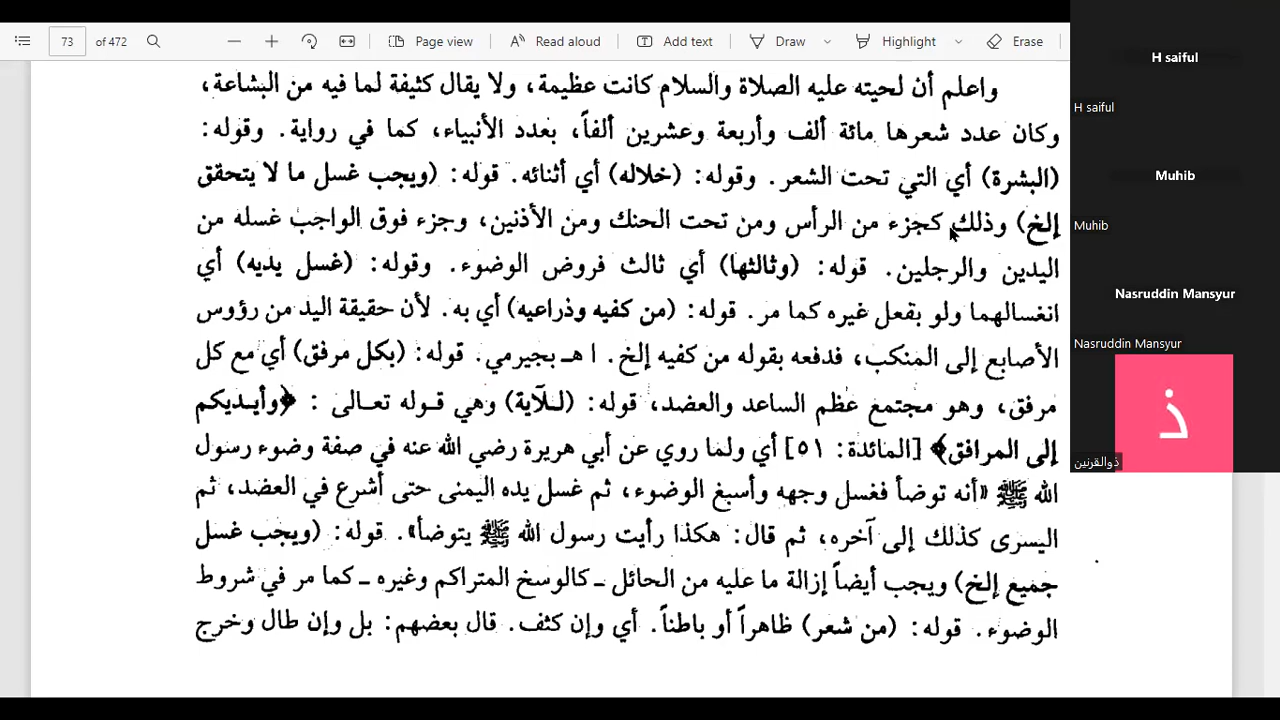 73 of 472 Page view Read aloud Add text Draw Highlight Erase
واعلم أن لحيته عليه الصلاة والسلام كانت عظيمة، ولا يقال كثيفة لما فيه من البشاعة،
وكان عدد شعرها مائة ألف وأربعة وعشرين ألفاً، بعدد الأنبياء، كما في رواية. وقوله:
(البشرة) أي التي تحت الشعر. وقوله: (خلاله) أي أثنائه. قوله: (ويجب غسل ما لا يتحقق
إلخ) وذلك كجزء من الرأس ومن تحت الحنك ومن الأذنين، وجزء فوق الواجب غسله من
اليدين والرجلين. قوله: (وثالثها) أي ثالث فروض الوضوء. وقوله: (غسل يديه) أي
انغسالهما ولو بفعل غيره كما مر. قوله: (من كفيه وذراعيه) أي به. لأن حقيقة اليد من رؤوس
الأصابع إلى المنكب، فدفعه بقوله من كفيه إلخ. ا هـ بجيرمي. قوله: (بكل مرفق) أي مع كل
مرفق، وهو مجتمع عظم الساعد والعضد، قوله: (للآية) وهي قوله تعالى : ﴿وأيديكم
إلى المرافق﴾ [المائدة: ٥١] أي ولما روي عن أبي هريرة رضي الله عنه في صفة وضوء رسول
الله ﷺ «أنه توضأ فغسل وجهه وأسبغ الوضوء، ثم غسل يده اليمنى حتى أشرع في العضد، ثم
اليسرى كذلك إلى آخره، ثم قال: هكذا رأيت رسول الله ﷺ يتوضأ». قوله: (ويجب غسل
جميع إلخ) ويجب أيضاً إزالة ما عليه من الحائل ـ كالوسخ المتراكم وغيره ـ كما مر في شروط
الوضوء. قوله: (من شعر) ظاهراً أو باطناً. أي وإن كثف. قال بعضهم: بل وإن طال وخرج
H saiful
H saiful
Muhib
Muhib
Nasruddin Mansyur
Nasruddin Mansyur
ذ
ذوالقرنين